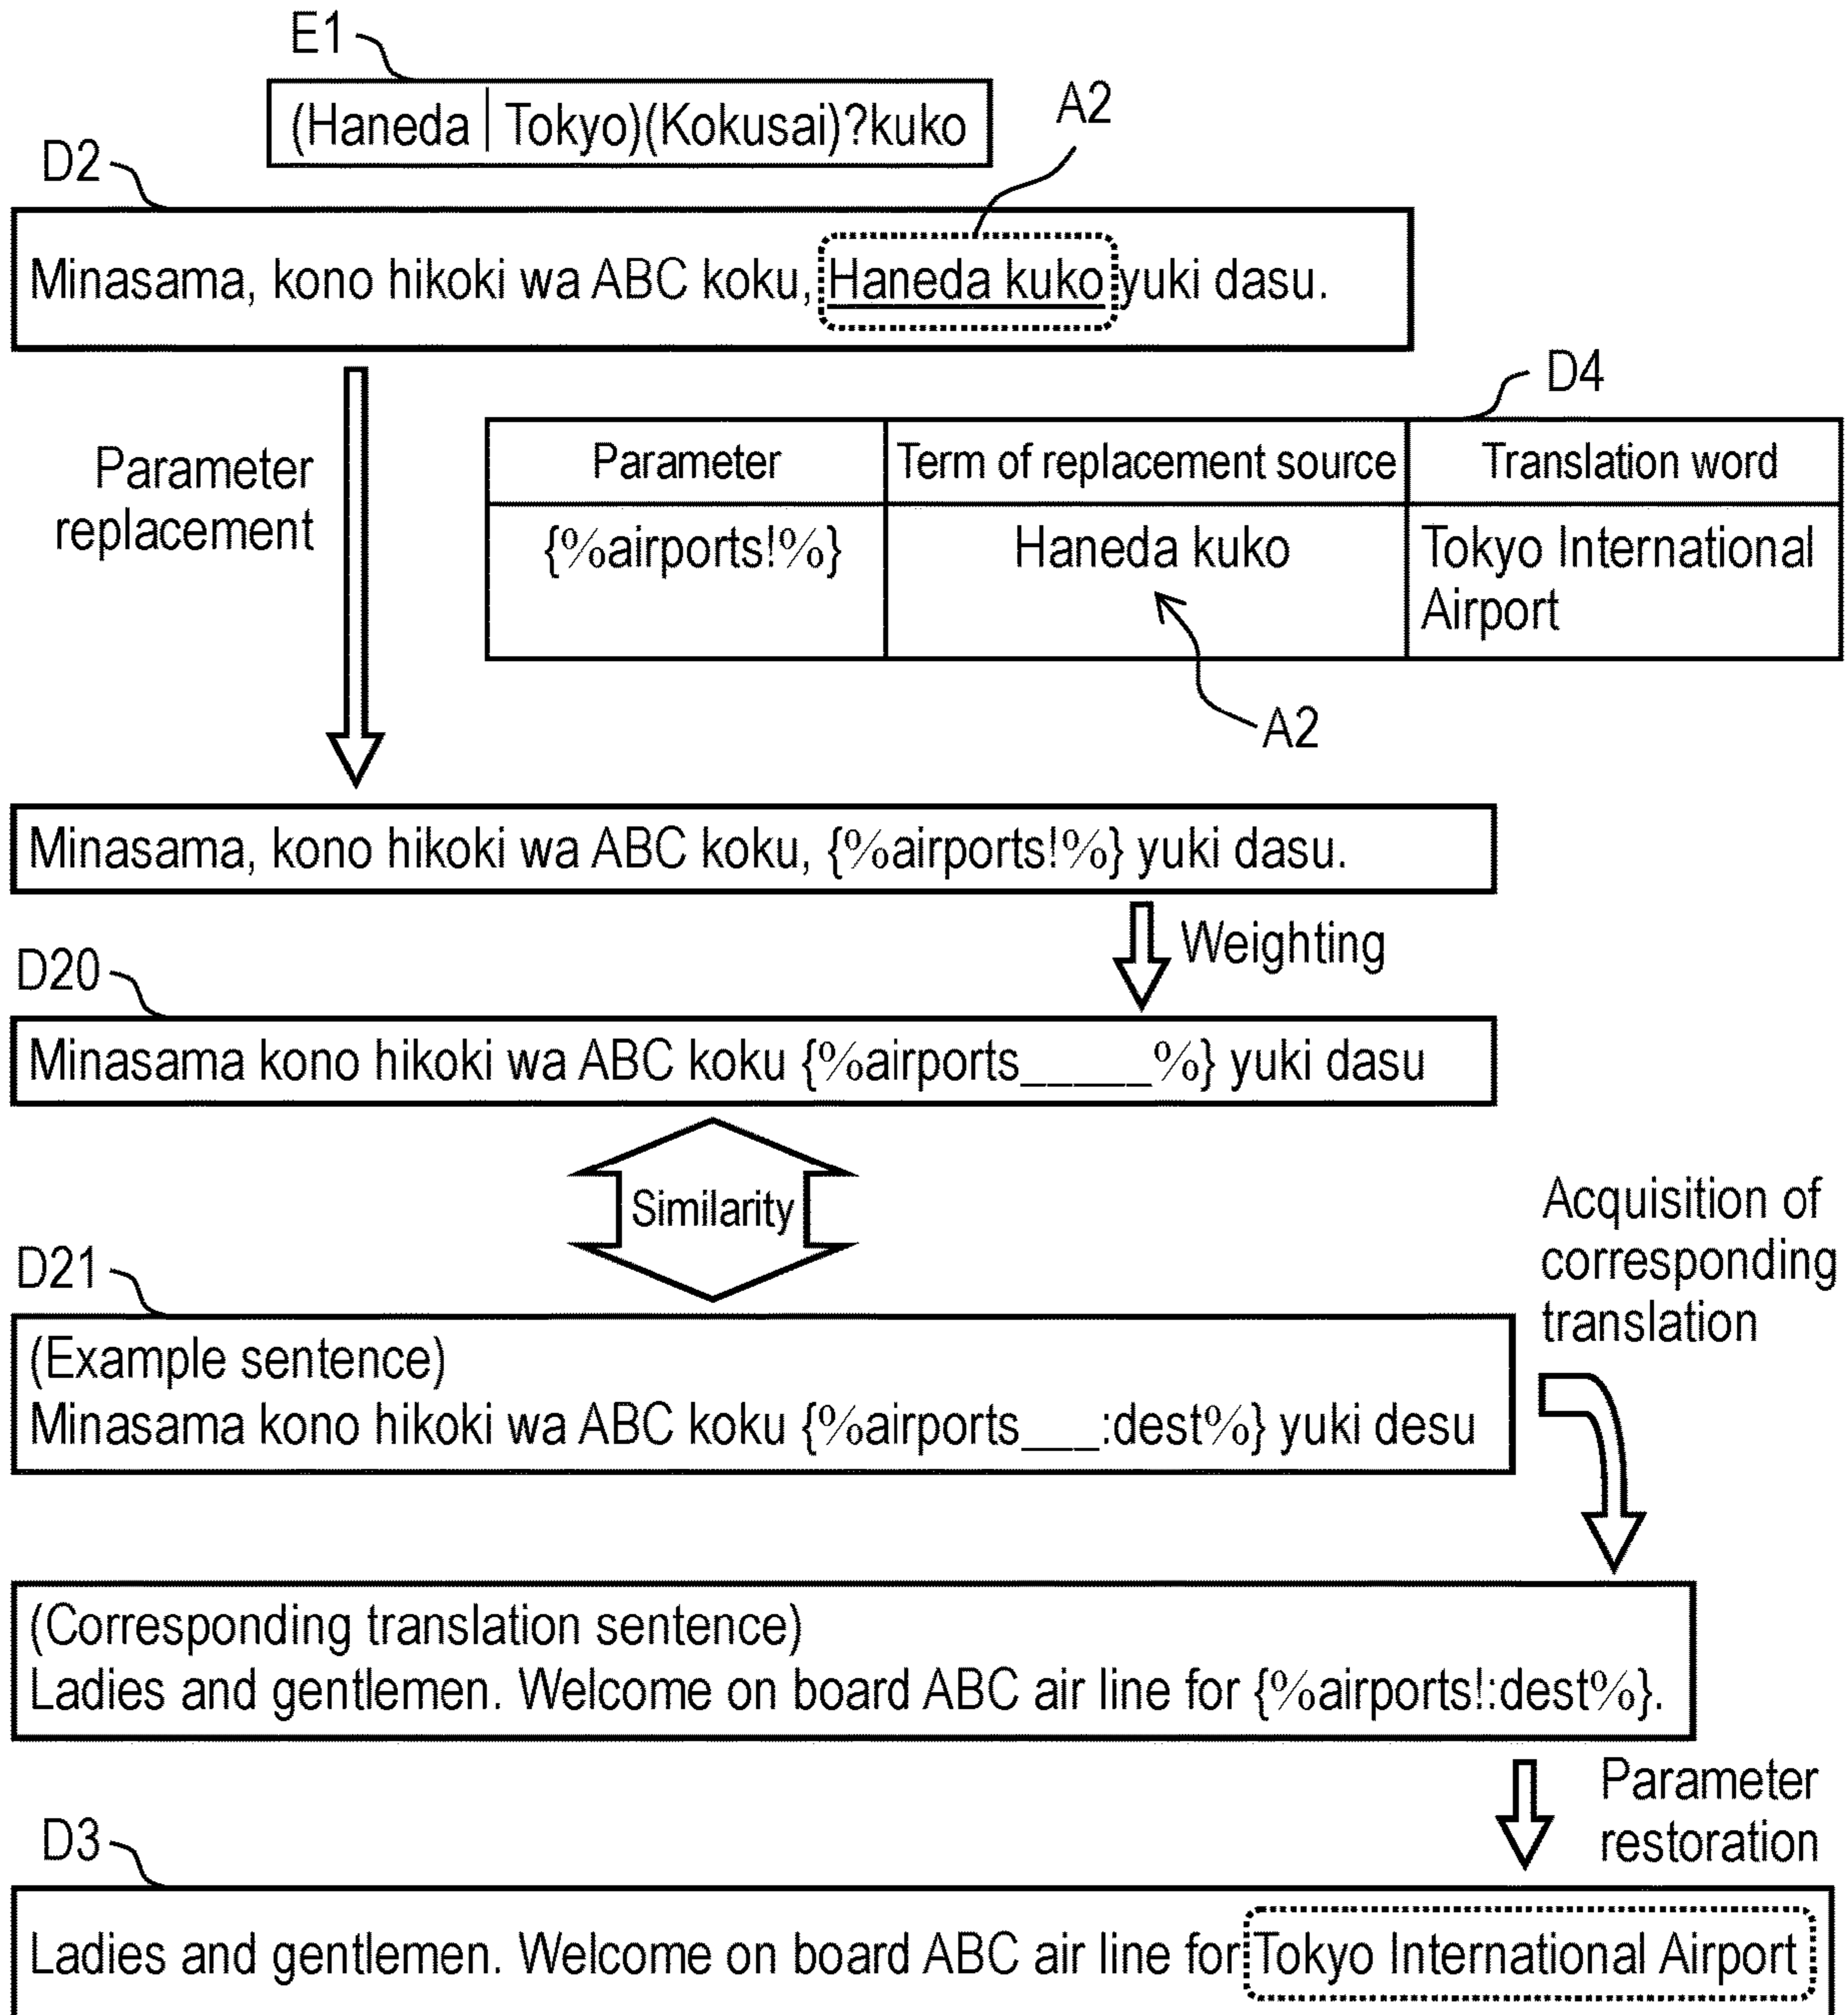 E1
(Haneda | Tokyo)(Kokusai)?kuko
A2
D2
Minasama, kono hikoki wa ABC koku, Haneda kuko yuki dasu.
D4
Parameter
replacement
Parameter Term of replacement source Translation word
{%airports!%} Haneda kuko Tokyo International
Airport
A2
Minasama, kono hikoki wa ABC koku, {%airports!%} yuki dasu.
Weighting
D20
Minasama kono hikoki wa ABC koku {%airports_____%} yuki dasu
Similarity
Acquisition of
corresponding
translation
D21
(Example sentence)
Minasama kono hikoki wa ABC koku {%airports___:dest%} yuki desu
(Corresponding translation sentence)
Ladies and gentlemen. Welcome on board ABC air line for {%airports!:dest%}.
Parameter
restoration
D3
Ladies and gentlemen. Welcome on board ABC air line for Tokyo International Airport